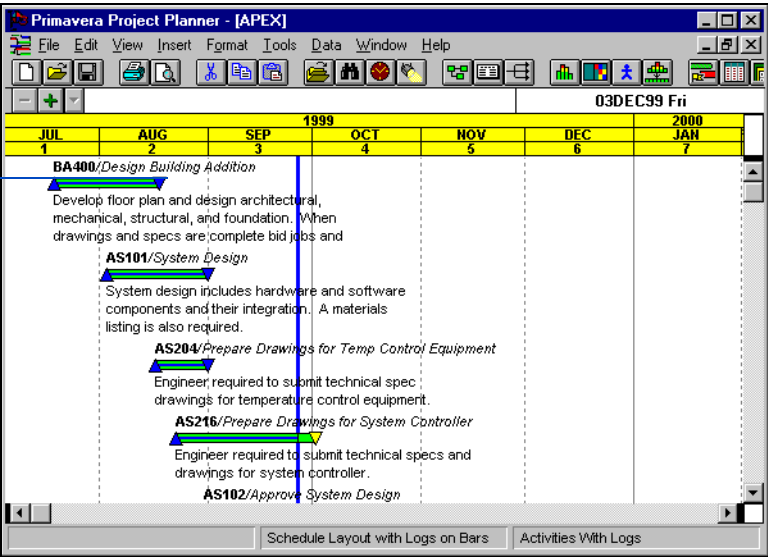 Primavera Project Planner - [APEX]
File Edit View Insert Format Tools Data Window Help
03DEC99 Fri
1999 2000
JUL AUG SEP OCT NOV DEC JAN
1 2 3 4 5 6 7
BA400/Design Building Addition
Develop floor plan and design architectural,
mechanical, structural, and foundation. When
drawings and specs are complete bid jobs and
AS101/System Design
System design includes hardware and software
components and their integration. A materials
listing is also required.
AS204/Prepare Drawings for Temp Control Equipment
Engineer required to submit technical spec
drawings for temperature control equipment.
AS216/Prepare Drawings for System Controller
Engineer required to submit technical specs and
drawings for system controller.
AS102/Approve System Design
Schedule Layout with Logs on Bars Activities With Logs